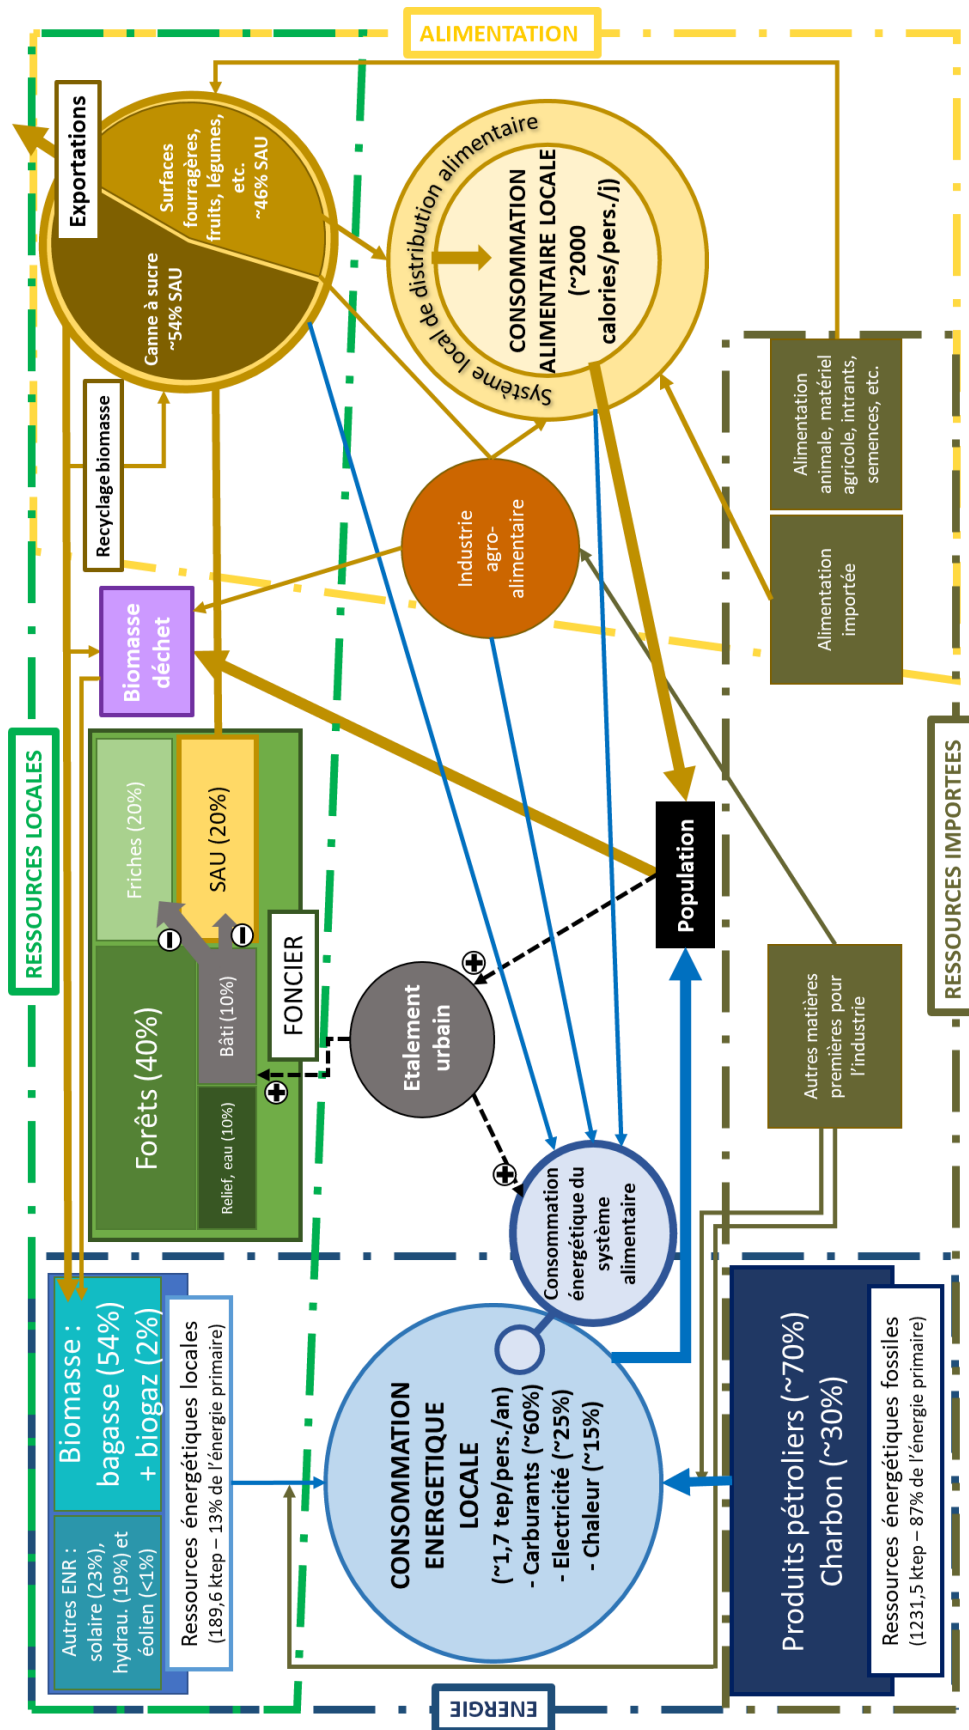 RESSOURCES LOCALES
Autres ENR :
solaire (23%),
hydrau. (19%) et
éolien (<1%)
Biomasse :
bagasse (54%)
+ biogaz (2%)
Ressources énergétiques locales
(189,6 ktep – 13% de l'énergie primaire)
Forêts (40%)
Friches (20%)
Relief, eau (10%)
Bâti (10%)
SAU (20%)
FONCIER
Biomasse
déchet
Recyclage biomasse
Canne à sucre
~54% SAU
Surfaces
fourragères,
fruits, légumes,
etc.
~46% SAU
Exportations
ENERGIE
CONSOMMATION
ENERGETIQUE
LOCALE
(~1,7 tep/pers./an)
- Carburants (~60%)
- Electricité (~25%)
- Chaleur (~15%)
Consommation
énergétique du
système
alimentaire
Etalement
urbain
Population
Industrie
agro-
alimentaire
Système local de distribution alimentaire
CONSOMMATION
ALIMENTAIRE LOCALE
(~2000
calories/pers./j)
ALIMENTATION
Produits pétroliers (~70%)
Charbon (~30%)
Ressources énergétiques fossiles
(1231,5 ktep – 87% de l'énergie primaire)
Autres matières
premières pour
l'industrie
Alimentation
importée
Alimentation
animale, matériel
agricole, intrants,
semences, etc.
RESSOURCES IMPORTEES